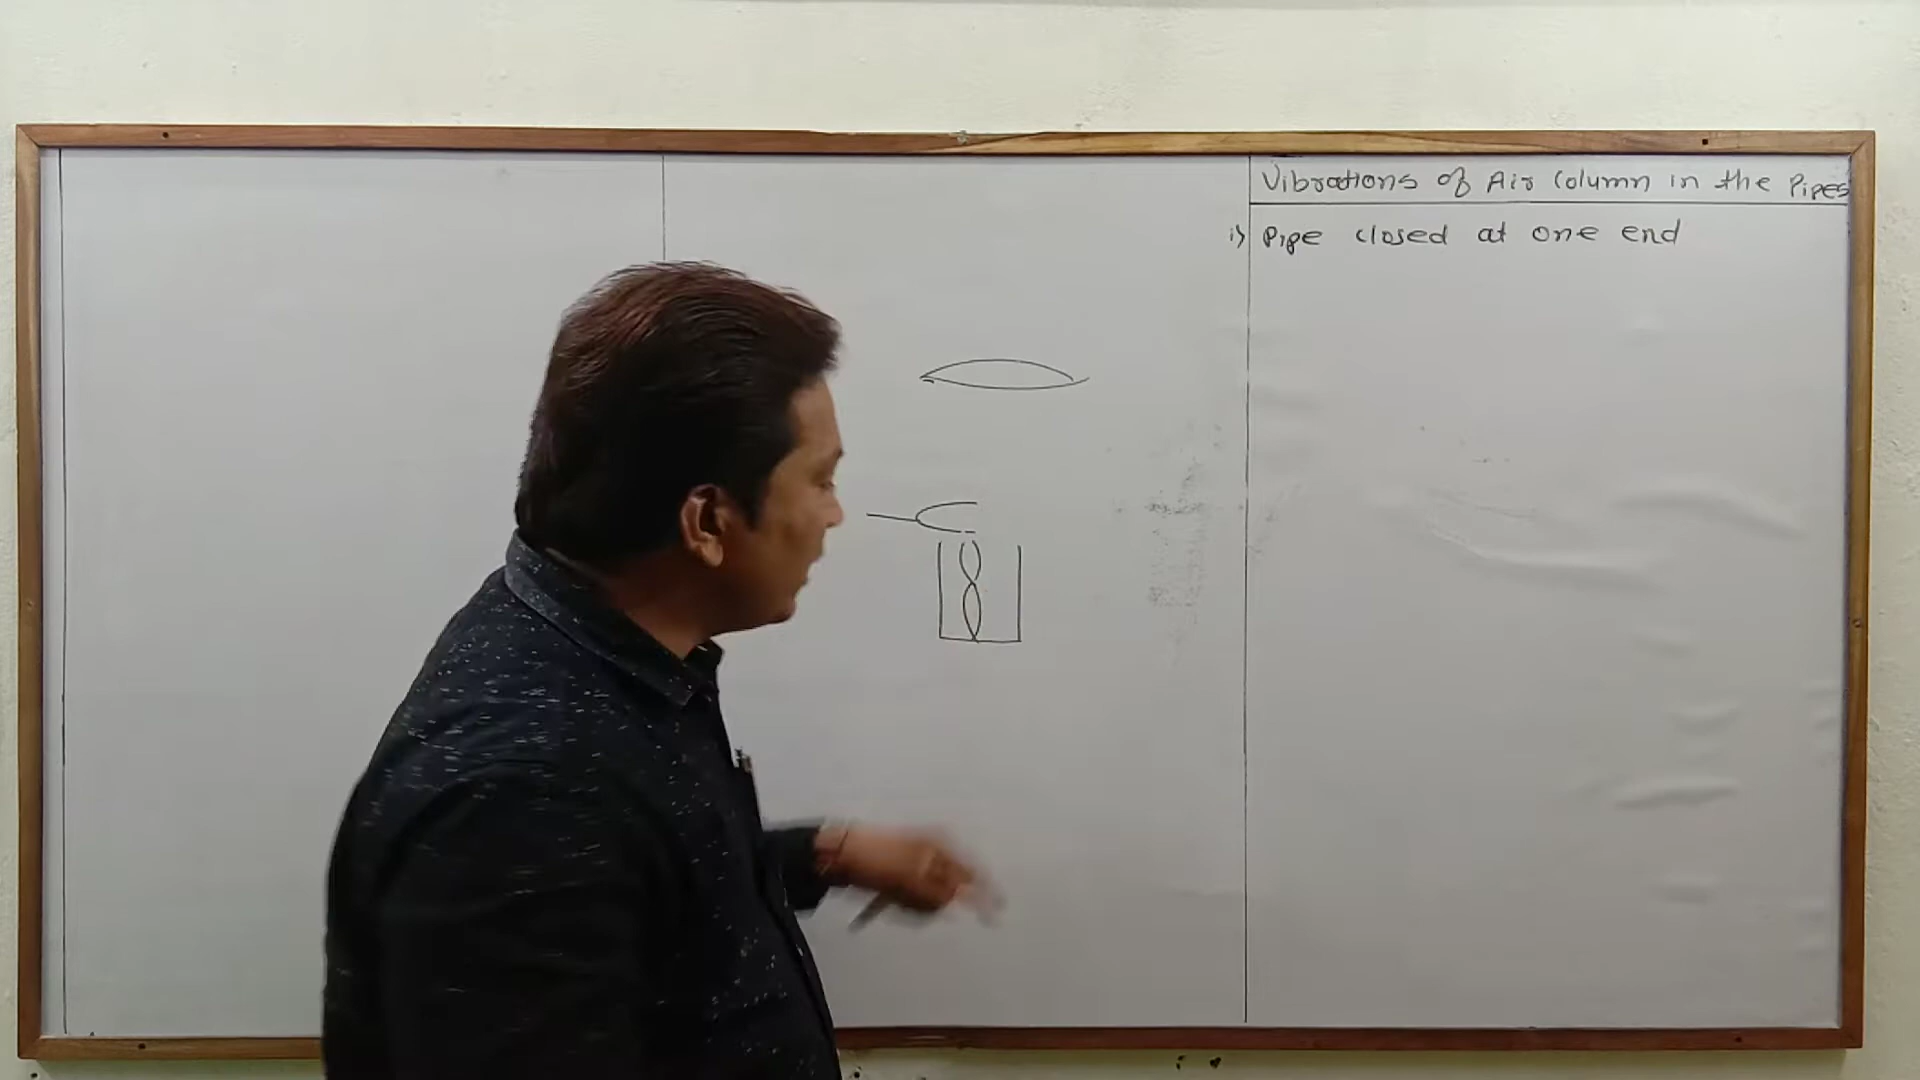 Vibrations of Air Column in the Pipes
i) Pipe closed at one end